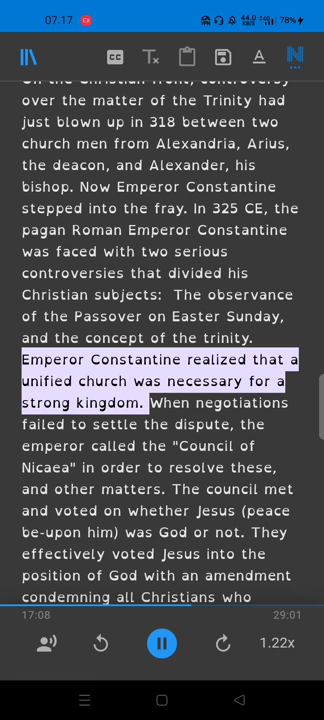 07.17
44.0
KB/S
78%
CC
On the Christian front, controversy
over the matter of the Trinity had
just blown up in 318 between two
church men from Alexandria, Arius,
the deacon, and Alexander, his
bishop. Now Emperor Constantine
stepped into the fray. In 325 CE, the
pagan Roman Emperor Constantine
was faced with two serious
controversies that divided his
Christian subjects: The observance
of the Passover on Easter Sunday,
and the concept of the trinity.
Emperor Constantine realized that a
unified church was necessary for a
strong kingdom. When negotiations
failed to settle the dispute, the
emperor called the "Council of
Nicaea" in order to resolve these,
and other matters. The council met
and voted on whether Jesus (peace
be-upon him) was God or not. They
effectively voted Jesus into the
position of God with an amendment
condemning all Christians who
17:08
29:01
1.22x